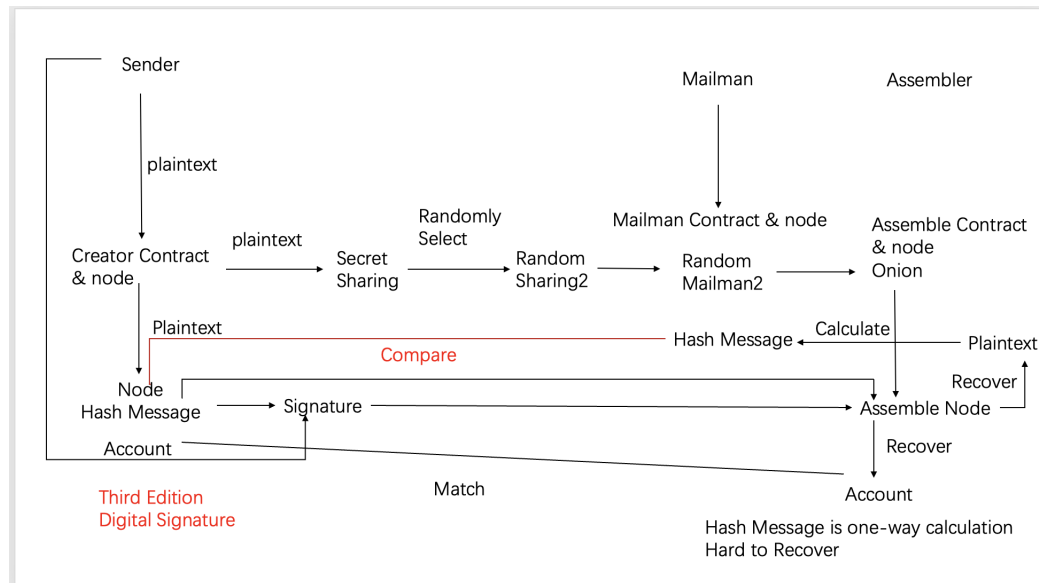 Sender
Mailman
Assembler
plaintext
Mailman Contract & node
Randomly
Select
Assemble Contract
& node
Onion
Creator Contract
& node
plaintext
Secret
Sharing
Random
Sharing2
Random
Mailman2
Plaintext
Compare
Hash Message
Calculate
Plaintext
Recover
Node
Hash Message
Signature
Assemble Node
Account
Recover
Match
Account
Third Edition
Digital Signature
Hash Message is one-way calculation
Hard to Recover